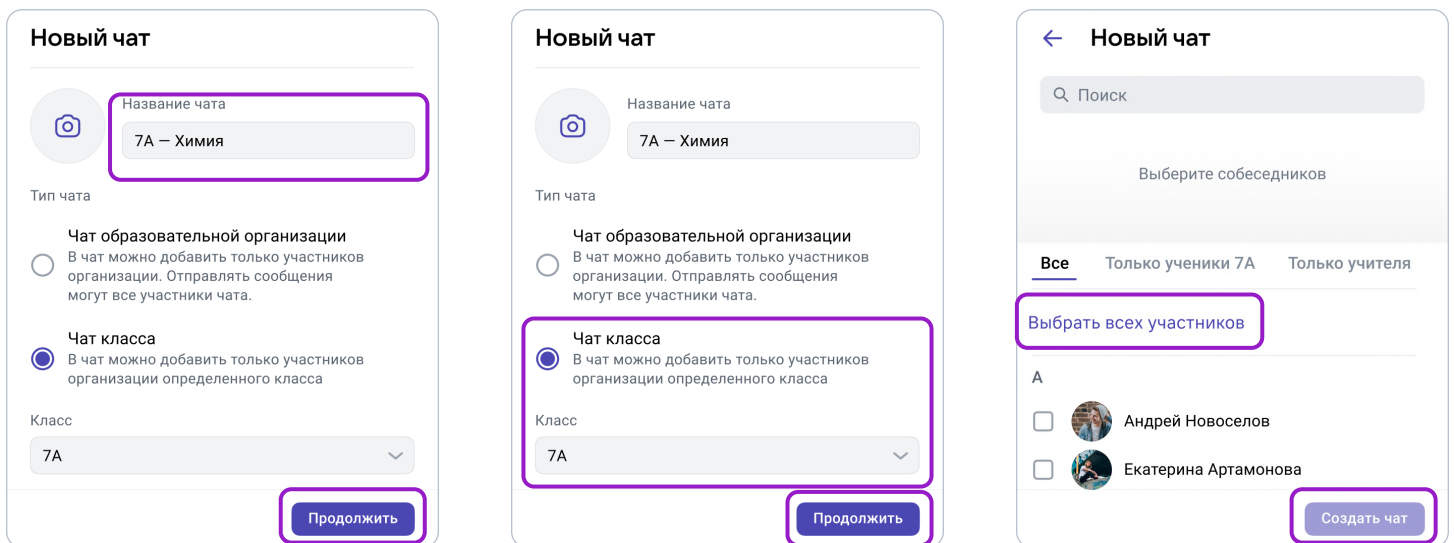 Новый чат
Название чата
7А — Химия
Тип чата
Чат образовательной организации
В чат можно добавить только участников
организации. Отправлять сообщения
могут все участники чата.
Чат класса
В чат можно добавить только участников
организации определенного класса
Класс
7А
Продолжить
Новый чат
Название чата
7А — Химия
Тип чата
Чат образовательной организации
В чат можно добавить только участников
организации. Отправлять сообщения
могут все участники чата.
Чат класса
В чат можно добавить только участников
организации определенного класса
Класс
7А
Продолжить
Новый чат
Поиск
Выберите собеседников
Все Только ученики 7А Только учителя
Выбрать всех участников
А
Андрей Новоселов
Екатерина Артамонова
Создать чат